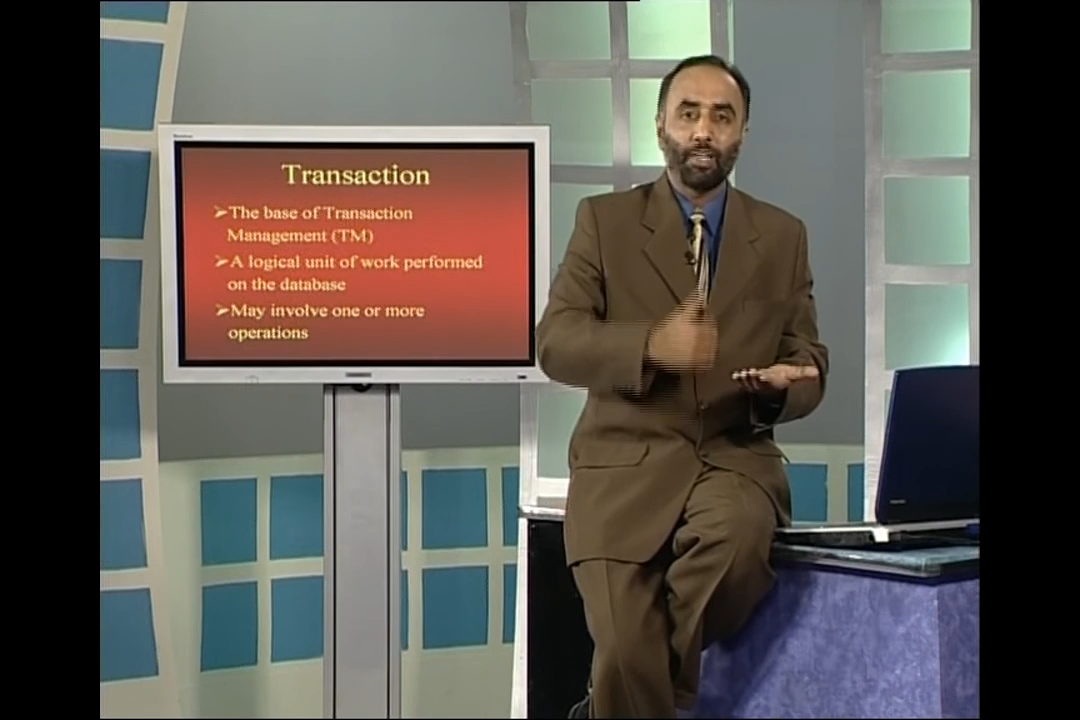 Transaction
➢The base of Transaction
Management (TM)
➢A logical unit of work performed
on the database
➢May involve one or more
operations